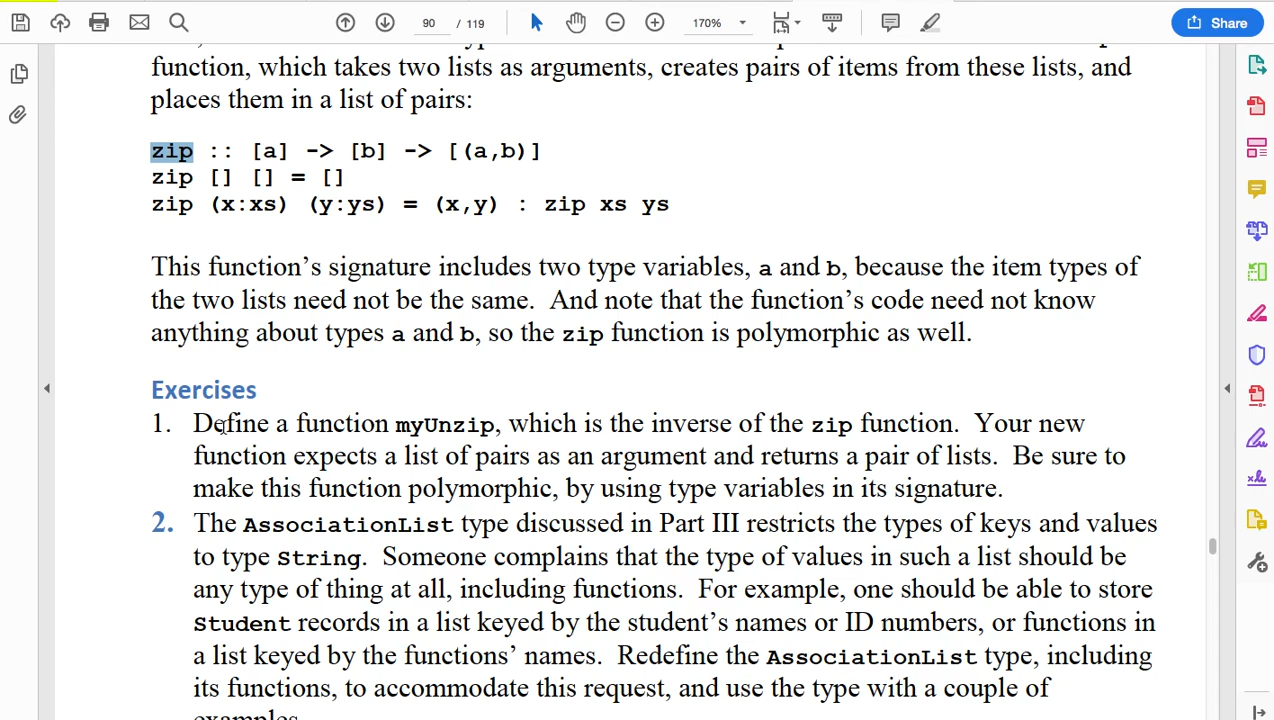 90 / 119 170% Share
function, which takes two lists as arguments, creates pairs of items from these lists, and
places them in a list of pairs:
zip :: [a] -> [b] -> [(a,b)]
zip [] [] = []
zip (x:xs) (y:ys) = (x,y) : zip xs ys
This function’s signature includes two type variables, a and b, because the item types of
the two lists need not be the same. And note that the function’s code need not know
anything about types a and b, so the zip function is polymorphic as well.
Exercises
1. Define a function myUnzip, which is the inverse of the zip function. Your new
function expects a list of pairs as an argument and returns a pair of lists. Be sure to
make this function polymorphic, by using type variables in its signature.
2. The AssociationList type discussed in Part III restricts the types of keys and values
to type String. Someone complains that the type of values in such a list should be
any type of thing at all, including functions. For example, one should be able to store
Student records in a list keyed by the student’s names or ID numbers, or functions in
a list keyed by the functions’ names. Redefine the AssociationList type, including
its functions, to accommodate this request, and use the type with a couple of
examples.